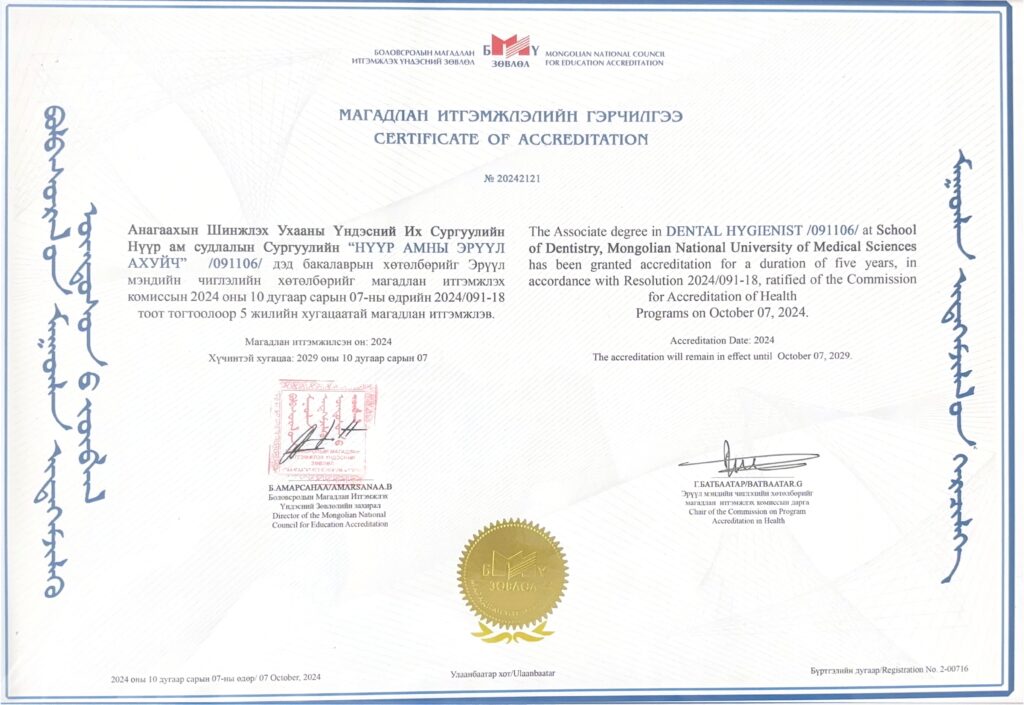 БОЛОВСРОЛЫН МАГАДЛАН
ИТГЭМЖЛЭХ ҮНДЭСНИЙ ЗӨВЛӨЛ
Б Ү
ЗӨВЛӨЛ
MONGOLIAN NATIONAL COUNCIL
FOR EDUCATION ACCREDITATION
МАГАДЛАН ИТГЭМЖЛЭЛИЙН ГЭРЧИЛГЭЭ
CERTIFICATE OF ACCREDITATION
№ 20242121
Анагаахын Шинжлэх Ухааны Үндэсний Их Сургуулийн
Нүүр ам судлалын Сургуулийн “НҮҮР АМНЫ ЭРҮҮЛ
АХУЙЧ” /091106/ дэд бакалаврын хөтөлбөрийг Эрүүл
мэндийн чиглэлийн хөтөлбөрийг магадлан итгэмжлэх
комиссын 2024 оны 10 дугаар сарын 07-ны өдрийн 2024/091-18
тоот тогтоолоор 5 жилийн хугацаатай магадлан итгэмжлэв.
Магадлан итгэмжилсэн он: 2024
Хүчинтэй хугацаа: 2029 оны 10 дугаар сарын 07
The Associate degree in DENTAL HYGIENIST /091106/ at School
of Dentistry, Mongolian National University of Medical Sciences
has been granted accreditation for a duration of five years, in
accordance with Resolution 2024/091-18, ratified of the Commission
for Accreditation of Health
Programs on October 07, 2024.
Accreditation Date: 2024
The accreditation will remain in effect until October 07, 2029.
Б.АМАРСАНАА/AMARSANAA.B
Боловсролын Магадлан Итгэмжлэх
Үндэсний Зөвлөлийн захирал
Director of the Mongolian National
Council for Education Accreditation
Г.БАТБААТАР/BATBAATAR.G
Эрүүл мэндийн чиглэлийн хөтөлбөрийг
магадлан итгэмжлэх комиссын дарга
Chair of the Commission on Program
Accreditation in Health
Б Ү
ЗӨВЛӨЛ
2024 оны 10 дугаар сарын 07-ны өдөр/ 07 October, 2024
Улаанбаатар хот/Ulaanbaatar
Бүртгэлийн дугаар/Registration No. 2-00716